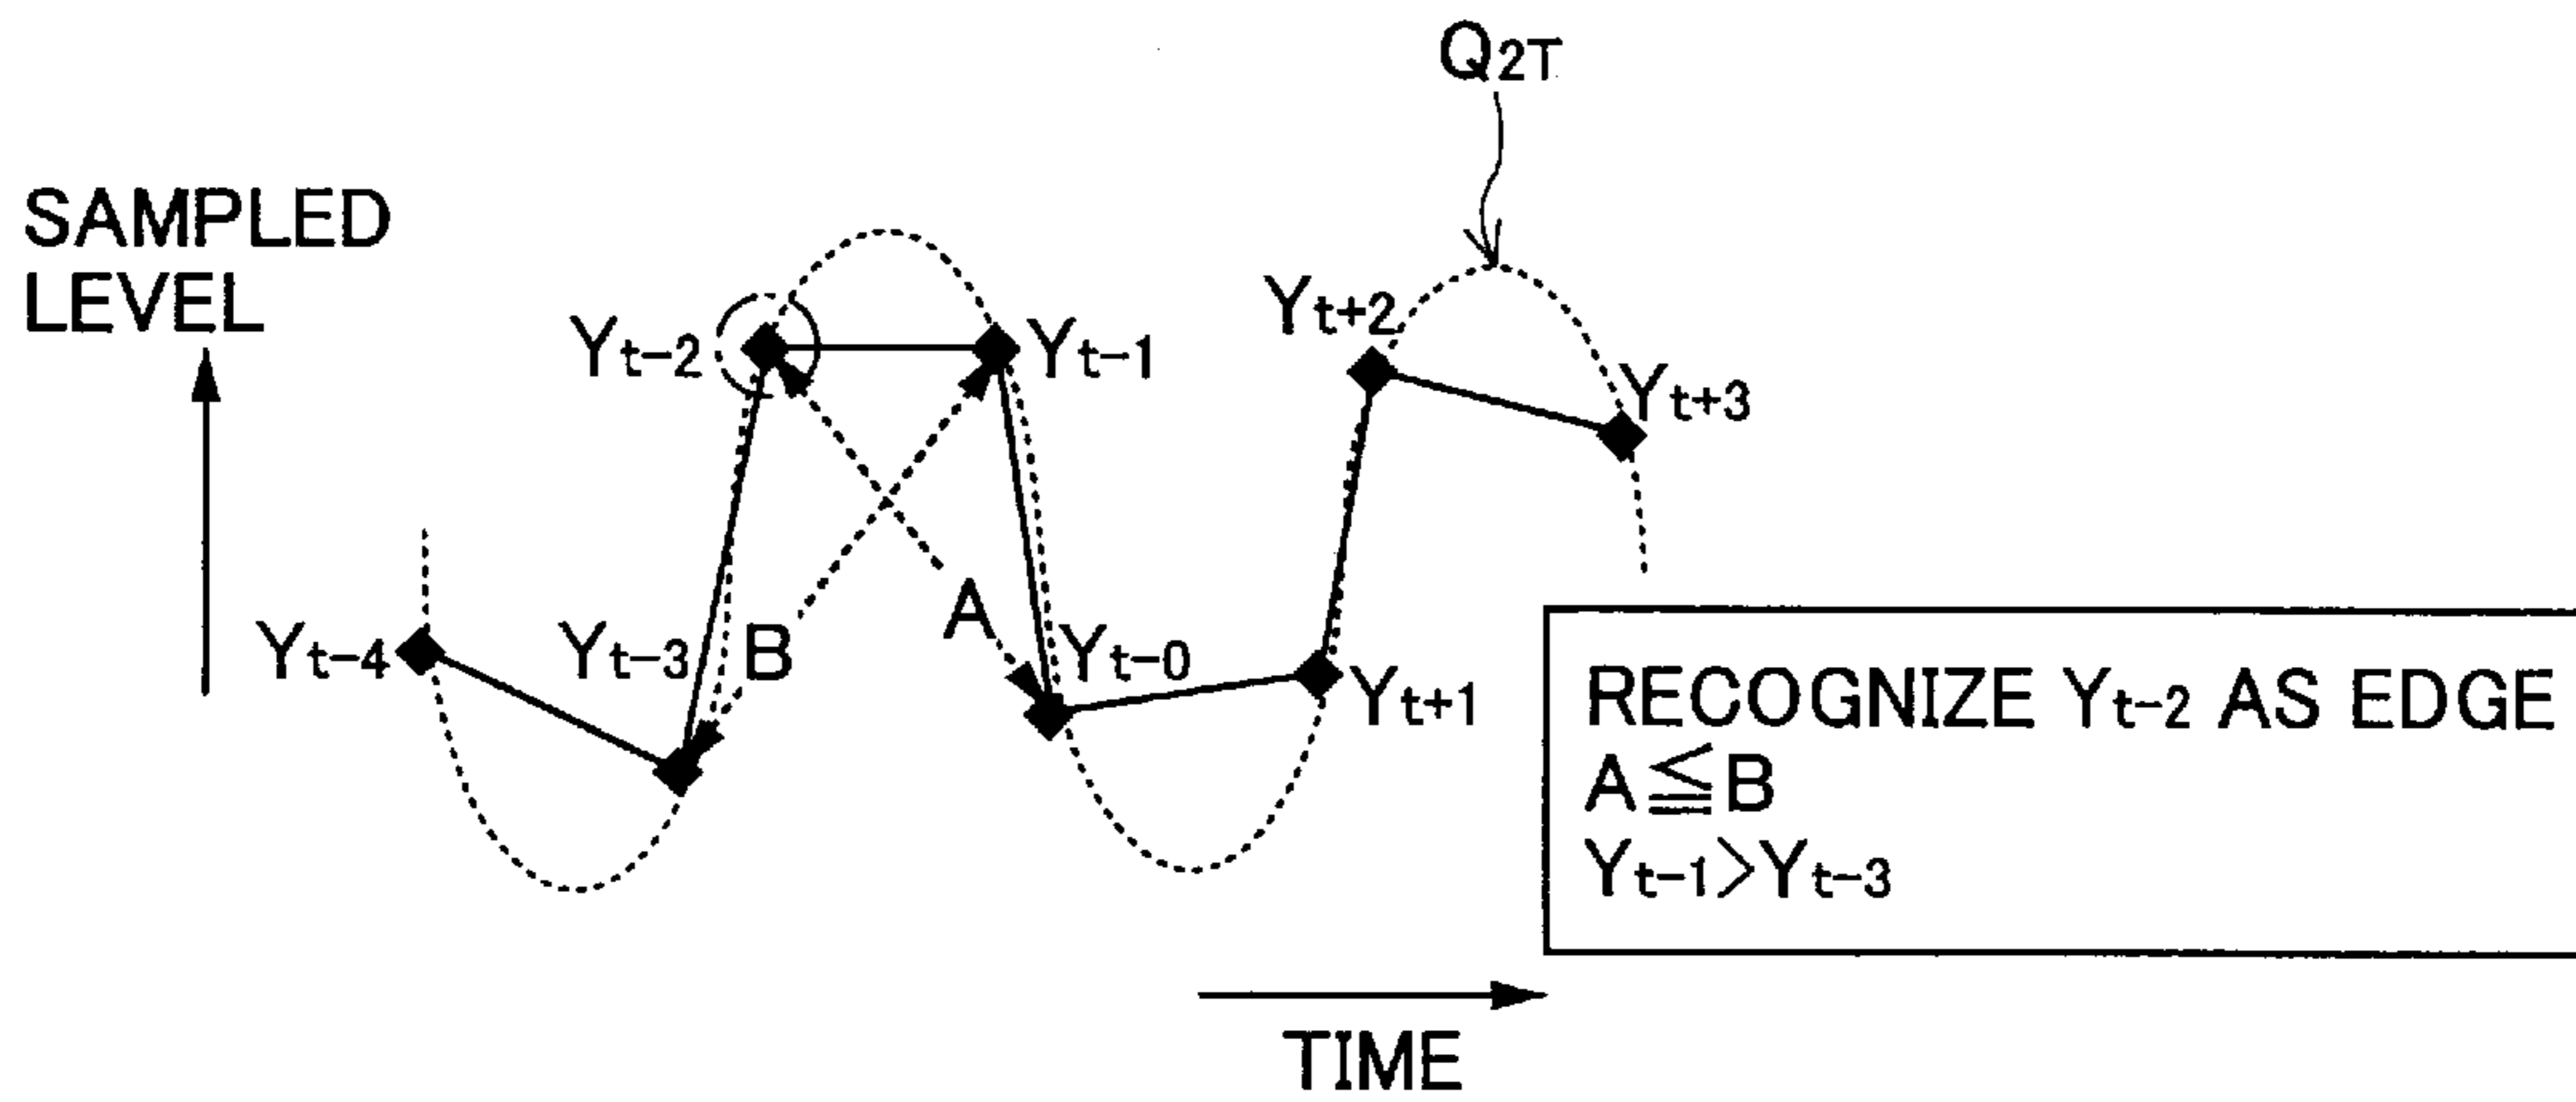 Q2T
SAMPLED
LEVEL
Yt-2
Yt-1
Yt+2
Yt+3
Yt-4
Yt-3
B
A
Yt-0
Yt+1
RECOGNIZE Yt-2 AS EDGE
A≦B
Yt-1>Yt-3
TIME